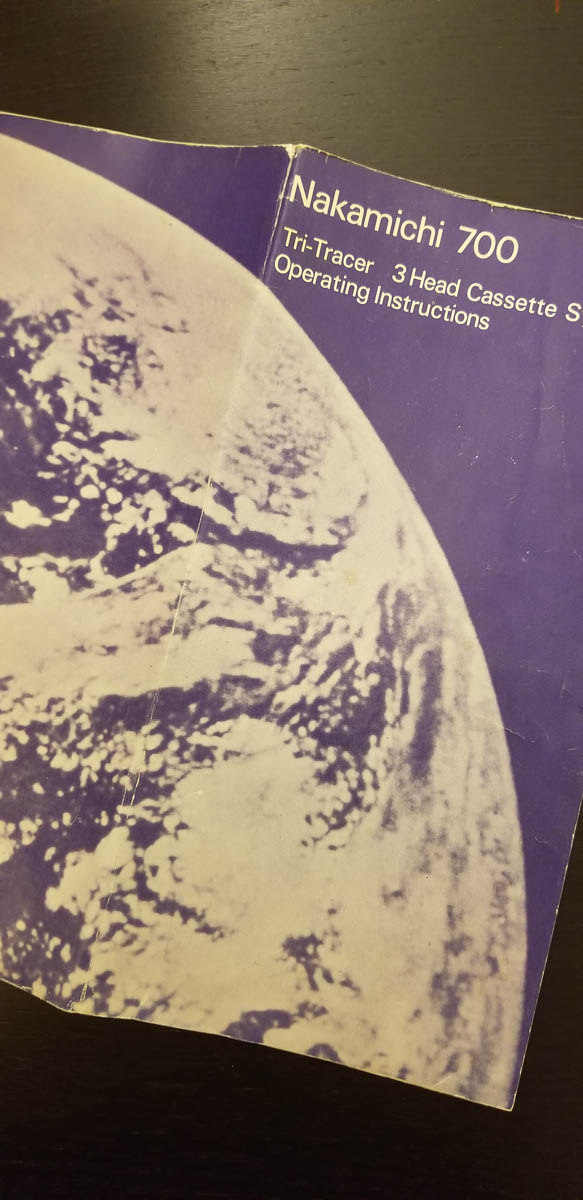 Nakamichi 700
Tri-Tracer 3 Head Cassette S
Operating Instructions